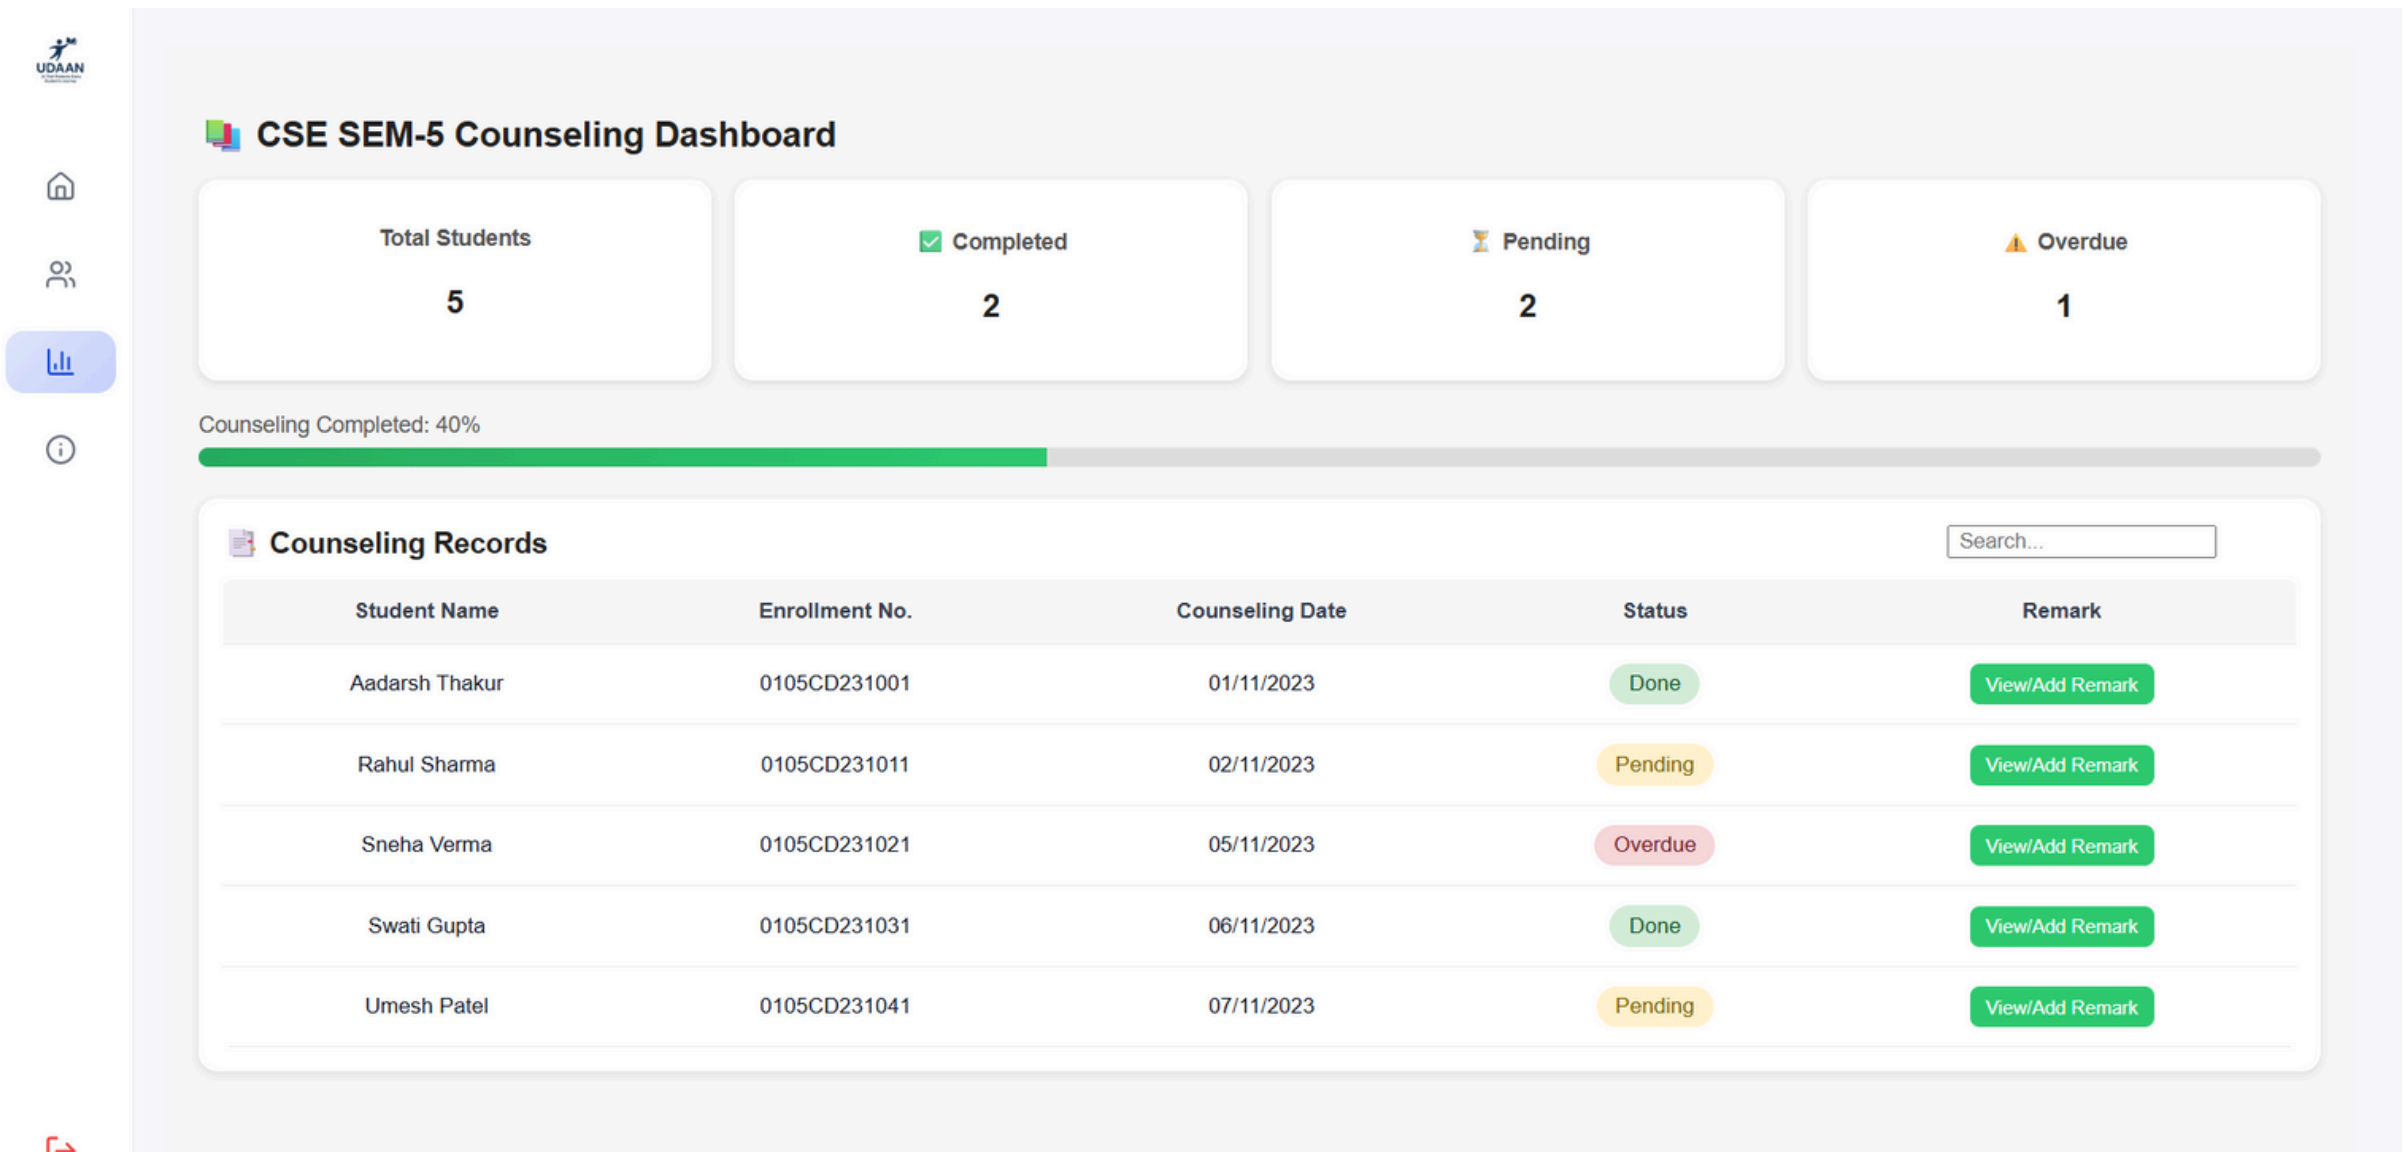 UDAAN
CSE SEM-5 Counseling Dashboard
Total Students
5
Completed
2
Pending
2
Overdue
1
Counseling Completed: 40%
Counseling Records
Search...
Student Name Enrollment No. Counseling Date Status Remark
Aadarsh Thakur 0105CD231001 01/11/2023 Done View/Add Remark
Rahul Sharma 0105CD231011 02/11/2023 Pending View/Add Remark
Sneha Verma 0105CD231021 05/11/2023 Overdue View/Add Remark
Swati Gupta 0105CD231031 06/11/2023 Done View/Add Remark
Umesh Patel 0105CD231041 07/11/2023 Pending View/Add Remark